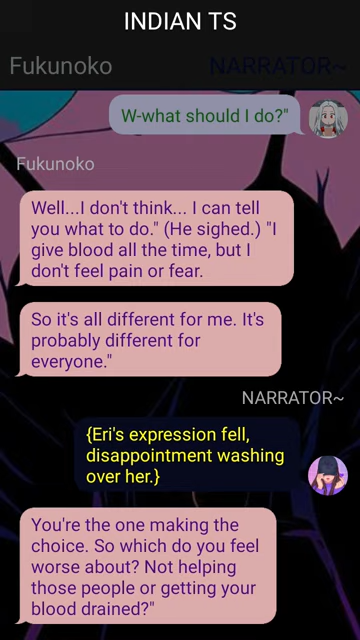 INDIAN TS
Fukunoko NARRATOR~
W-what should I do?"
Fukunoko
Well...I don't think... I can tell
you what to do." (He sighed.) "I
give blood all the time, but I
don't feel pain or fear.
So it's all different for me. It's
probably different for
everyone."
NARRATOR~
{Eri's expression fell,
disappointment washing
over her.}
You're the one making the
choice. So which do you feel
worse about? Not helping
those people or getting your
blood drained?"